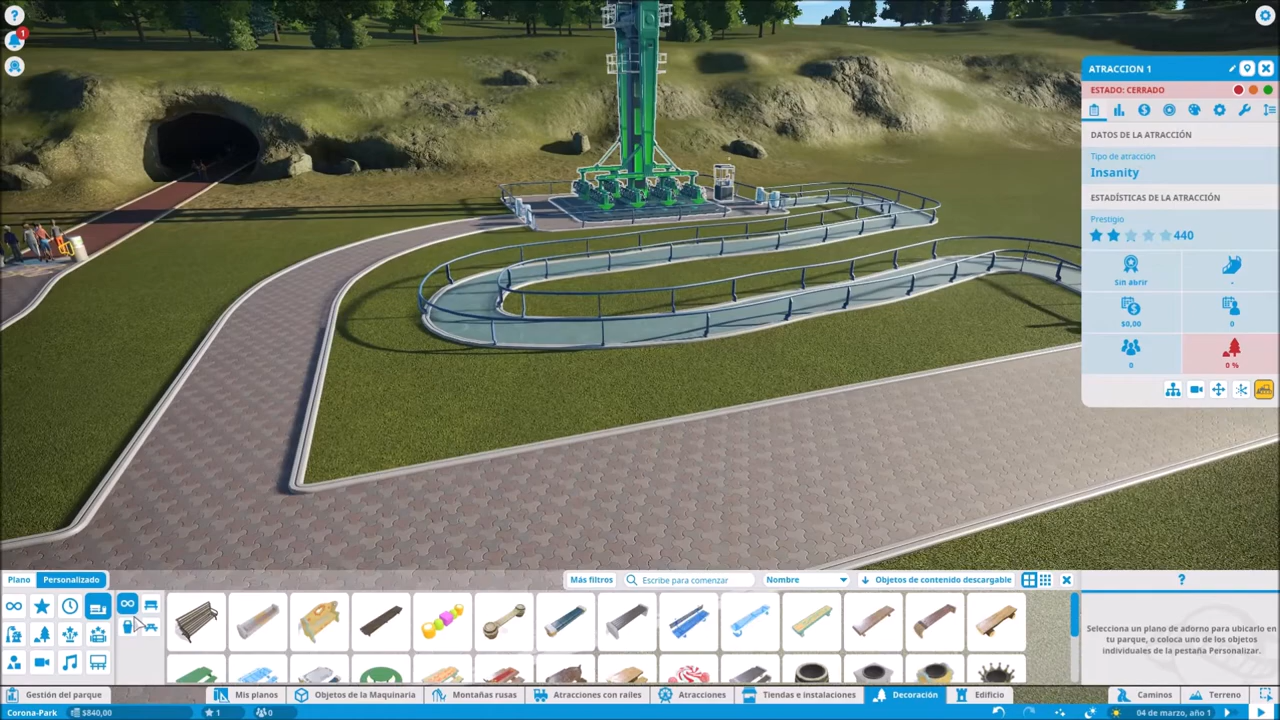 ?
1
ATRACCION 1
ESTADO: CERRADO
DATOS DE LA ATRACCIÓN
Tipo de atracción
Insanity
ESTADÍSTICAS DE LA ATRACCIÓN
Prestigio
440
Sin abrir
-
$0,00
0
0
0 %
Plano
Personalizado
Más filtros
Escribe para comenzar
Nombre
Objetos de contenido descargable
?
Selecciona un plano de adorno para ubicarlo en
tu parque, o coloca uno de los objetos
individuales de la pestaña Personalizar.
Gestión del parque
Mis planos
Objetos de la Maquinaria
Montañas rusas
Atracciones con raíles
Atracciones
Tiendas e instalaciones
Decoración
Edificio
Caminos
Terreno
Corona-Park
$840,00
1
0
04 de marzo, año 1